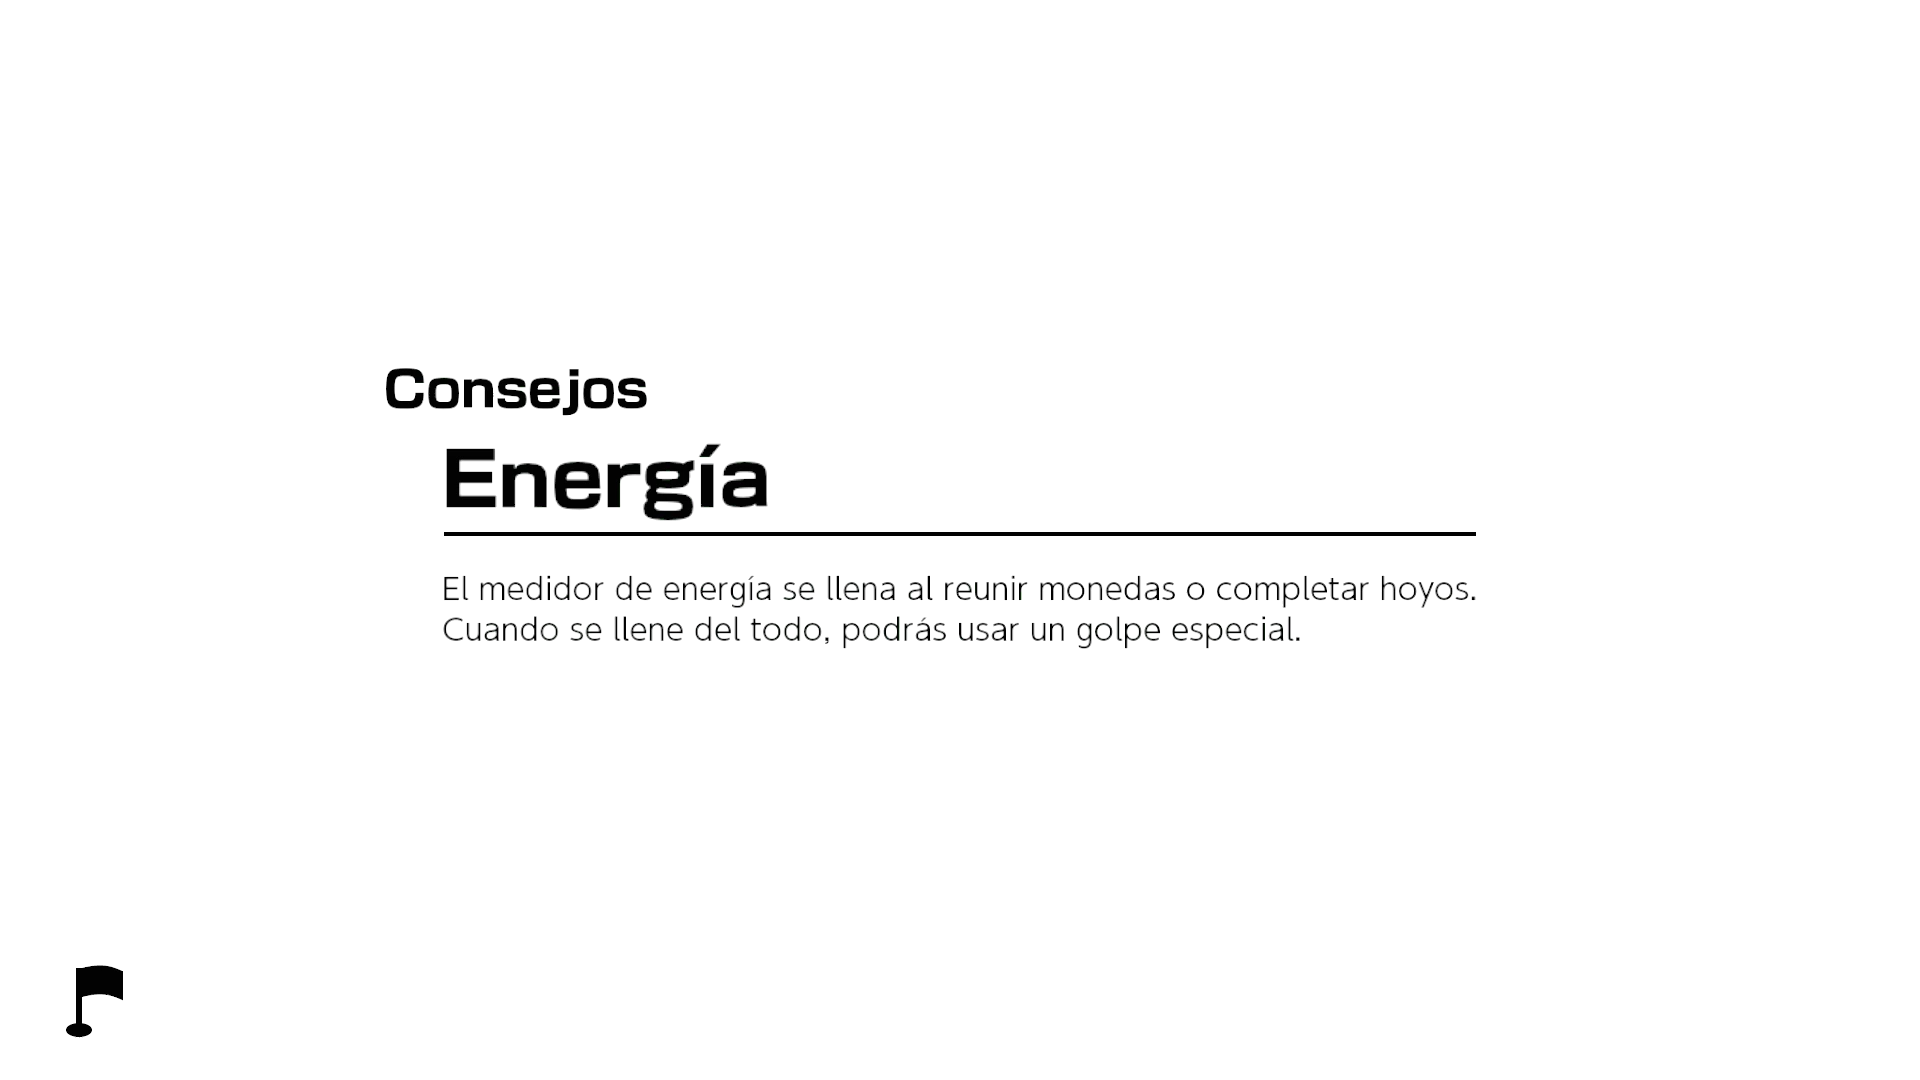 Consejos
Energía
El medidor de energía se llena al reunir monedas o completar hoyos.
Cuando se llene del todo, podrás usar un golpe especial.